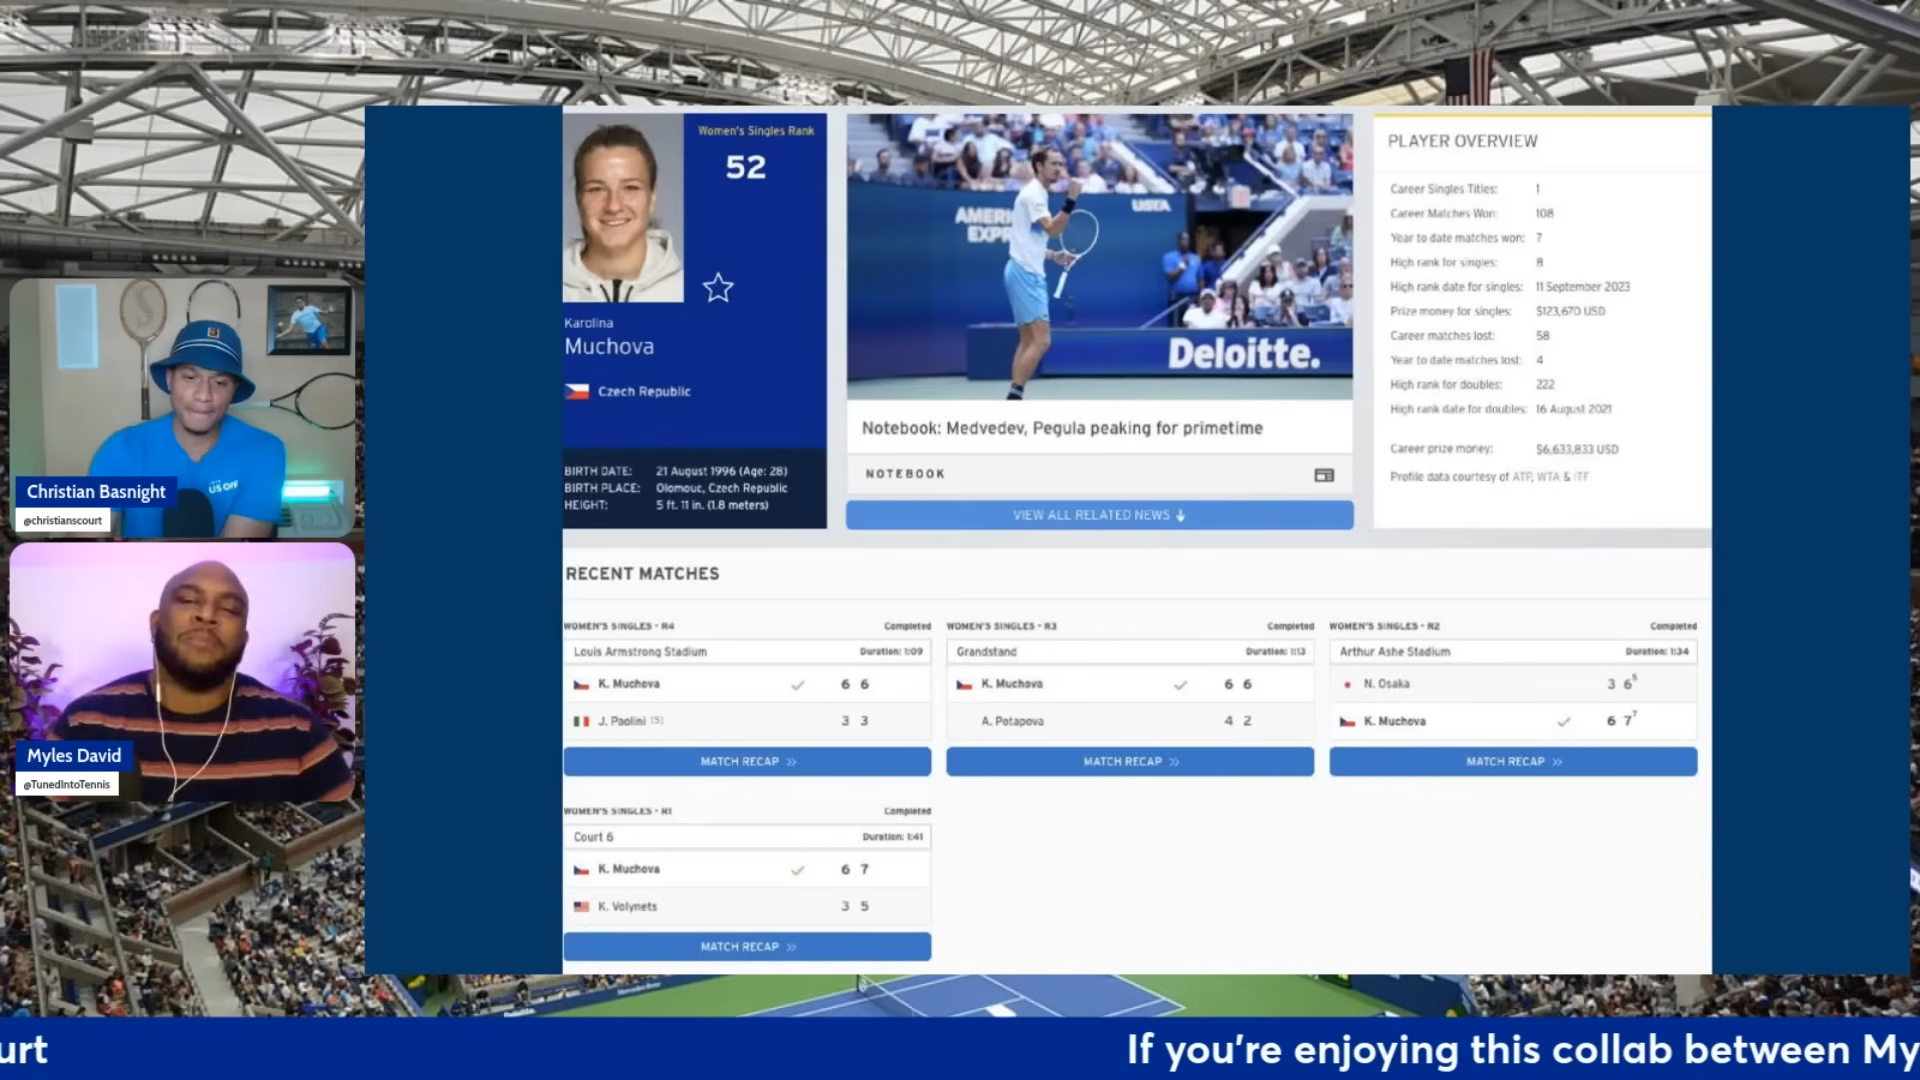 Women's Singles Rank
52
Karolina
Muchova
Czech Republic
BIRTH DATE: 21 August 1996 (Age: 28)
BIRTH PLACE: Olomouc, Czech Republic
HEIGHT: 5 ft. 11 in. (1.8 meters)
USTA
Deloitte.
Notebook: Medvedev, Pegula peaking for primetime
NOTEBOOK
VIEW ALL RELATED NEWS
PLAYER OVERVIEW
Career Singles Titles: 1
Career Matches Won: 108
Year to date matches won: 7
High rank for singles: 8
High rank date for singles: 11 September 2023
Prize money for singles: $123,670 USD
Career matches lost: 58
Year to date matches lost: 4
High rank for doubles: 222
High rank date for doubles: 16 August 2021
Career prize money: $6,633,833 USD
Profile data courtesy of ATP, WTA & ITF
Christian Basnight
@christianscourt
Myles David
@TunedIntoTennis
RECENT MATCHES
WOMEN'S SINGLES - R4 Completed
Louis Armstrong Stadium Duration: 1:09
K. Muchova 6 6
J. Paolini [5] 3 3
MATCH RECAP
WOMEN'S SINGLES - R3 Completed
Grandstand Duration: 1:13
K. Muchova 6 6
A. Potapova 4 2
MATCH RECAP
WOMEN'S SINGLES - R2 Completed
Arthur Ashe Stadium Duration: 1:34
N. Osaka 3 6 5
K. Muchova 6 7 7
MATCH RECAP
WOMEN'S SINGLES - R1 Completed
Court 6 Duration: 1:41
K. Muchova 6 7
K. Volynets 3 5
MATCH RECAP
urt If you're enjoying this collab between My